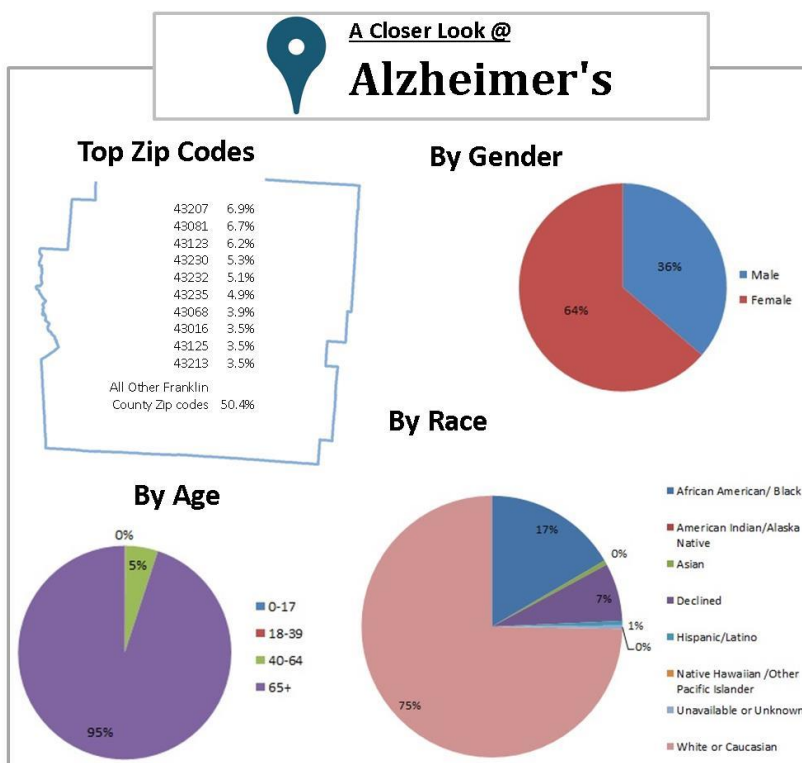 A Closer Look @
Alzheimer's
Top Zip Codes
43207 6.9%
43081 6.7%
43123 6.2%
43230 5.3%
43232 5.1%
43235 4.9%
43068 3.9%
43016 3.5%
43125 3.5%
43213 3.5%
All Other Franklin
County Zip codes 50.4%
By Gender
36%
64%
Male
Female
By Age
0%
5%
95%
0-17
18-39
40-64
65+
By Race
17%
0%
7%
1%
0%
75%
African American/ Black
American Indian/Alaska
Native
Asian
Declined
Hispanic/Latino
Native Hawaiian /Other
Pacific Islander
Unavailable or Unknown
White or Caucasian